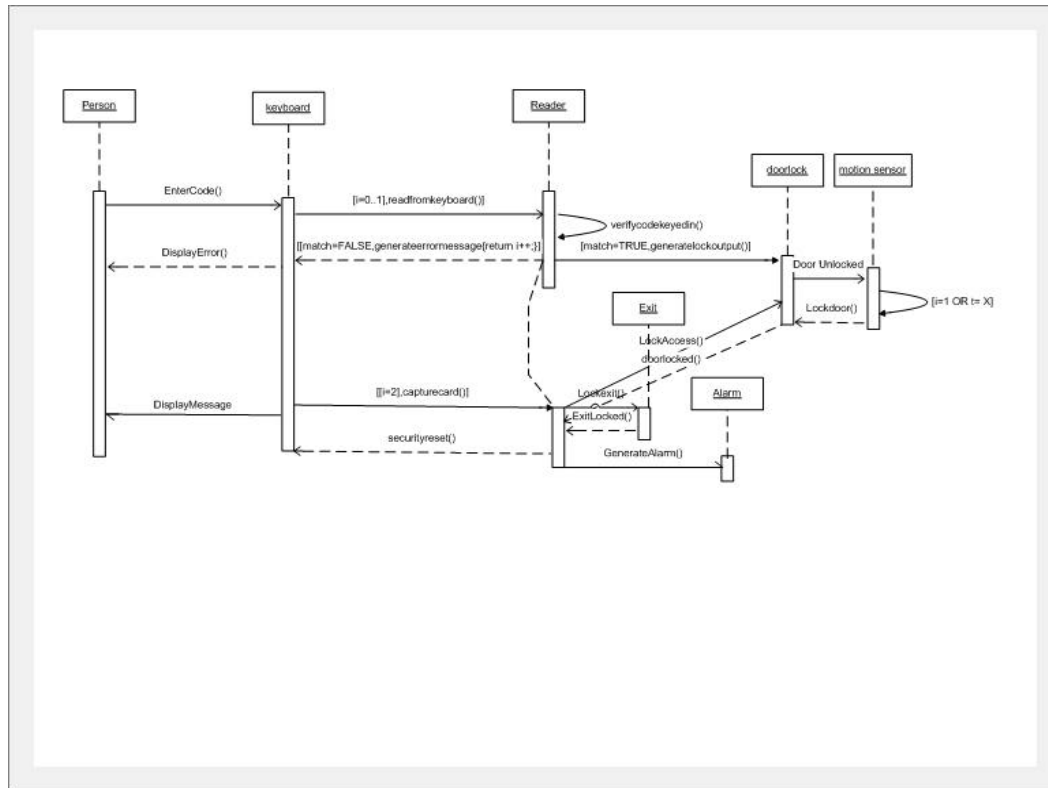 Person
keyboard
Reader
doorlock
motion sensor
EnterCode()
[i=0..1],readfromkeyboard()]
verifycodekeyedin()
DisplayError()
[[match=FALSE,generateerrormessage{return i++;}]
[match=TRUE,generatelockoutput()]
Door Unlocked
[i=1 OR t= X]
Lockdoor()
Exit
LockAccess()
doorlocked()
[[i=2],capturecard()]
Lockexit()
Alarm
DisplayMessage
ExitLocked()
securityreset()
GenerateAlarm()